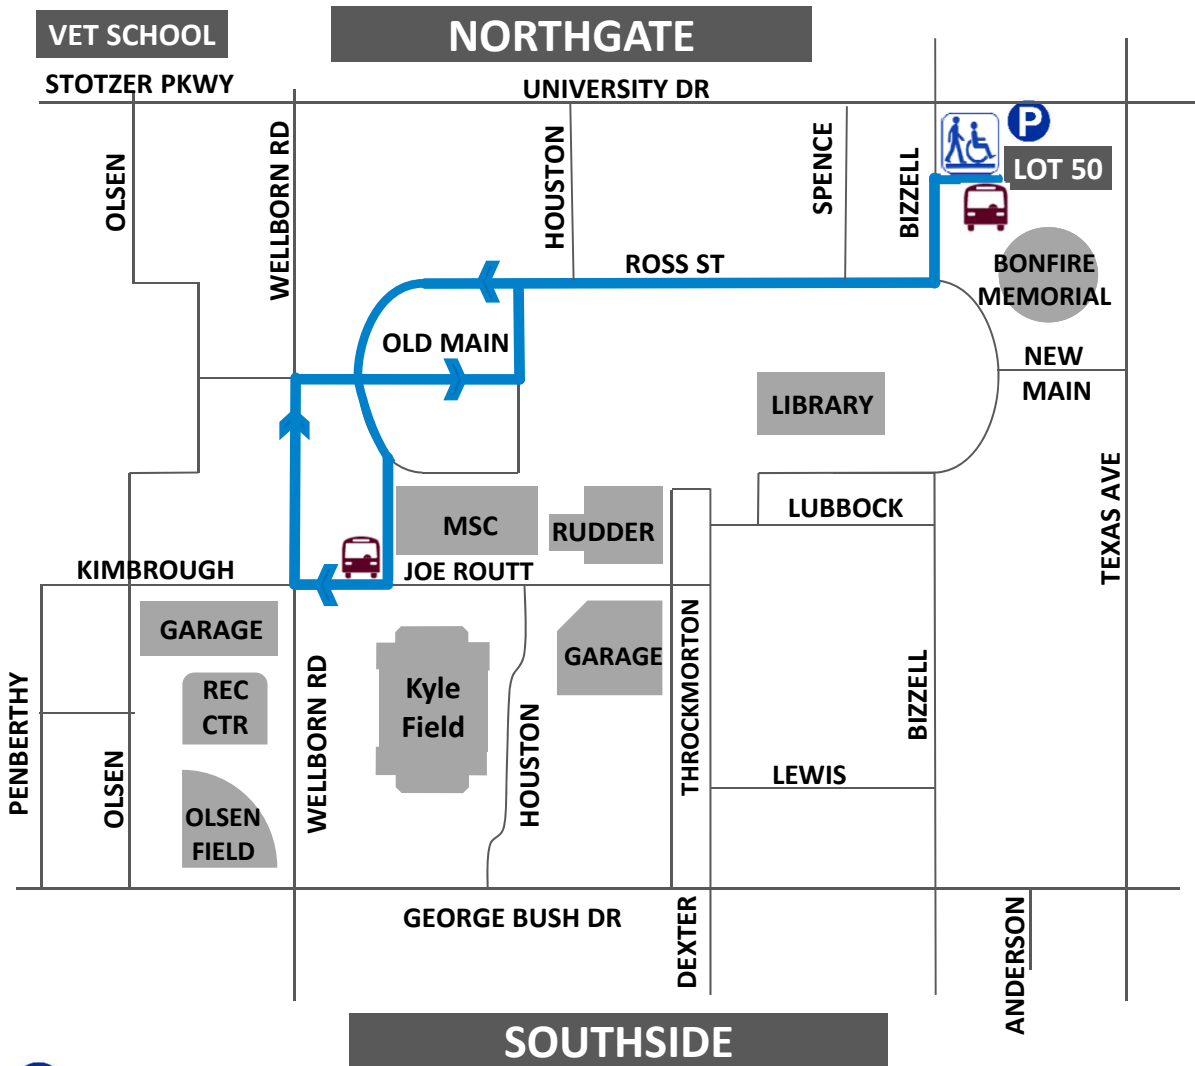 VET SCHOOL
NORTHGATE
STOTZER PKWY
UNIVERSITY DR
OLSEN
WELLBORN RD
HOUSTON
SPENCE
BIZZELL
P
LOT 50
ROSS ST
BONFIRE
MEMORIAL
OLD MAIN
NEW
MAIN
LIBRARY
TEXAS AVE
MSC
RUDDER
LUBBOCK
KIMBROUGH
JOE ROUTT
GARAGE
GARAGE
THROCKMORTON
BIZZELL
PENBERTHY
OLSEN
REC
CTR
WELLBORN RD
Kyle
Field
HOUSTON
LEWIS
OLSEN
FIELD
GEORGE BUSH DR
DEXTER
ANDERSON
SOUTHSIDE